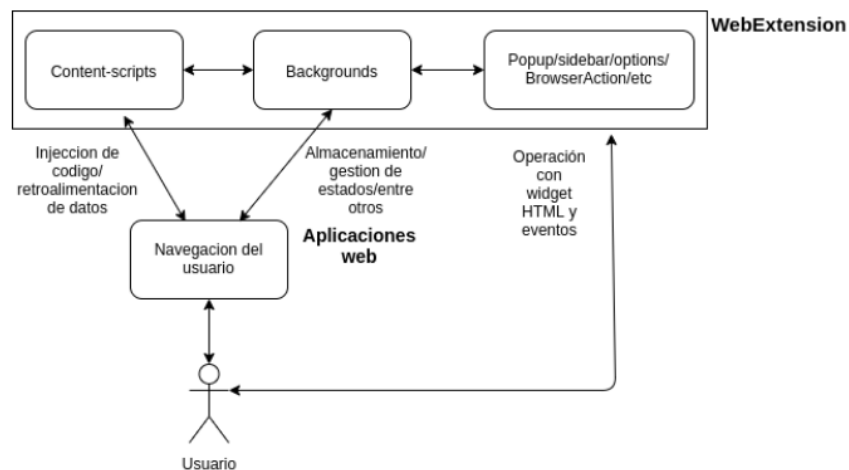 WebExtension
Content-scripts
Backgrounds
Popup/sidebar/options/
BrowserAction/etc
Injeccion de
codigo/
retroalimentacion
de datos
Almacenamiento/
gestion de
estados/entre
otros
Operación
con
widget
HTML y
eventos
Navegacion del
usuario
Aplicaciones
web
Usuario